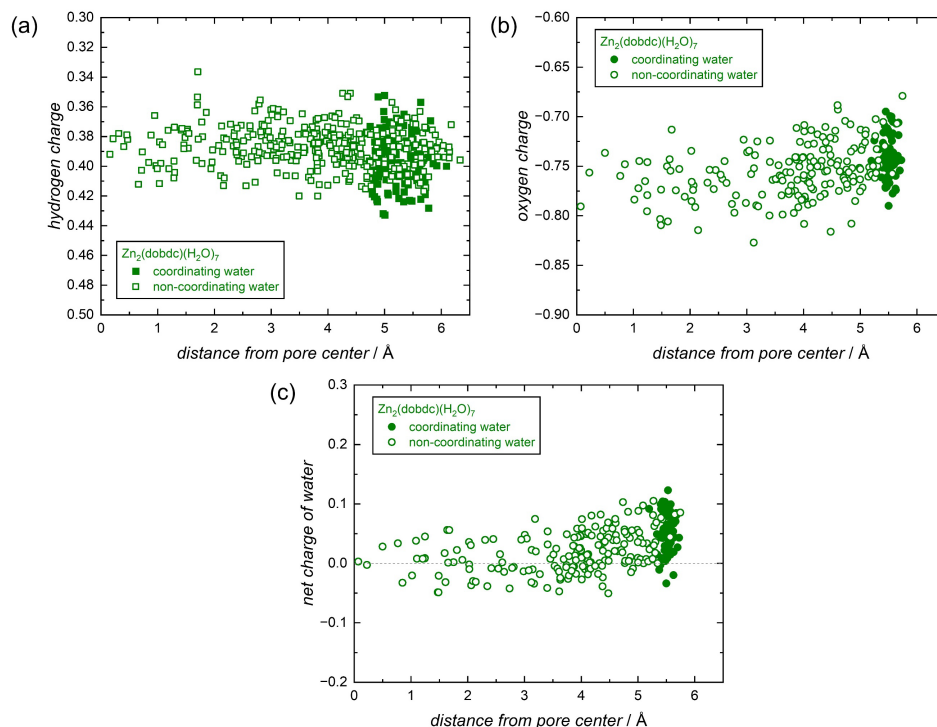 (a)
0.30
0.32
0.34
0.36
0.38
0.40
0.42
0.44
0.46
0.48
0.50
hydrogen charge
Zn₂(dobdc)(H₂O)₇
coordinating water
non-coordinating water
0 1 2 3 4 5 6
distance from pore center / Å
(b)
−0.60
−0.65
−0.70
−0.75
−0.80
−0.85
−0.90
oxygen charge
Zn₂(dobdc)(H₂O)₇
coordinating water
non-coordinating water
0 1 2 3 4 5 6
distance from pore center / Å
(c)
0.3
0.2
0.1
0.0
−0.1
−0.2
net charge of water
Zn₂(dobdc)(H₂O)₇
coordinating water
non-coordinating water
0 1 2 3 4 5 6
distance from pore center / Å